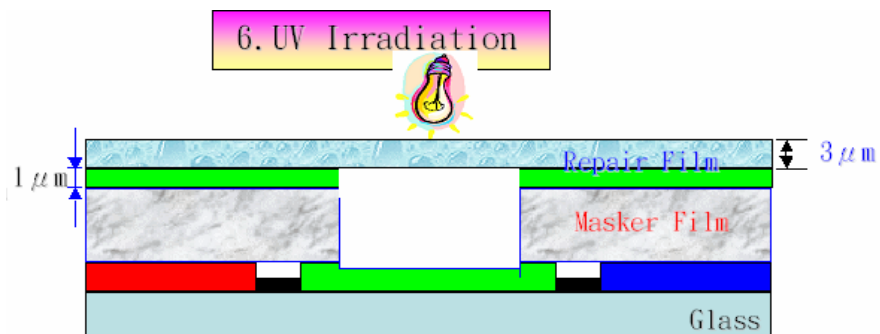 6. UV Irradiation
Repair Film
3μm
1μm
Masker Film
Glass